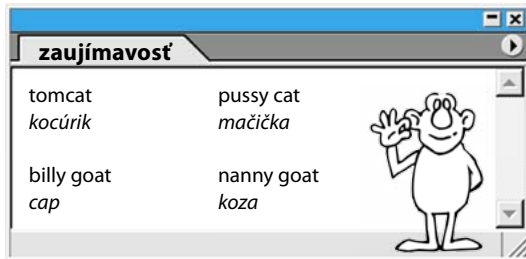 zaujímavosť
tomcat pussy cat
kocúrik mačička
billy goat nanny goat
cap koza